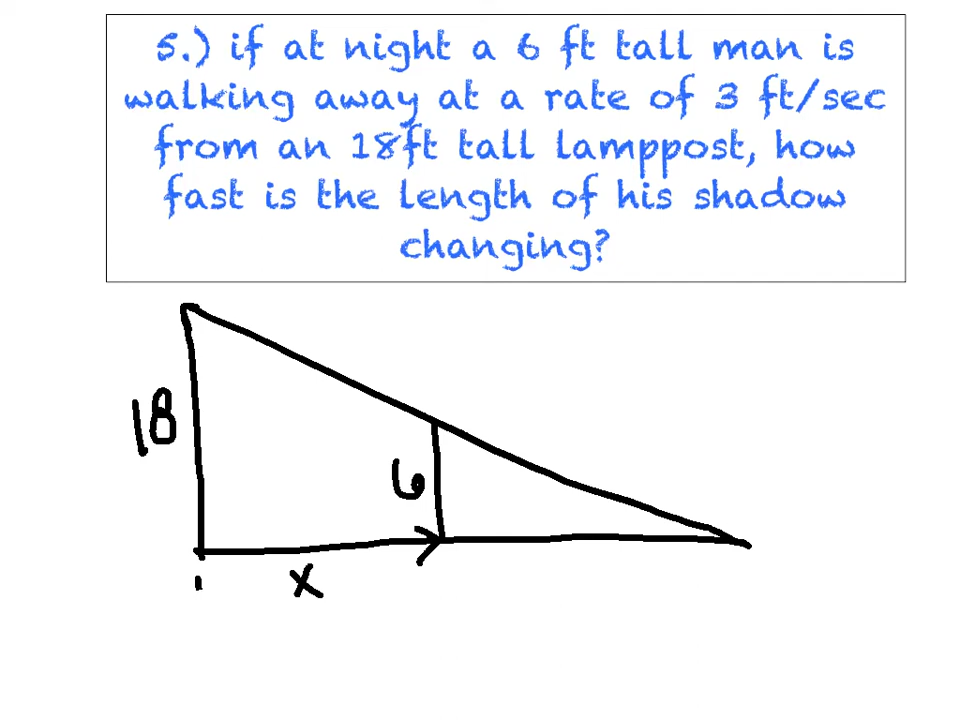 5.) if at night a 6 ft tall man is
walking away at a rate of 3 ft/sec
from an 18ft tall lamppost, how
fast is the length of his shadow
changing?
18
6
x